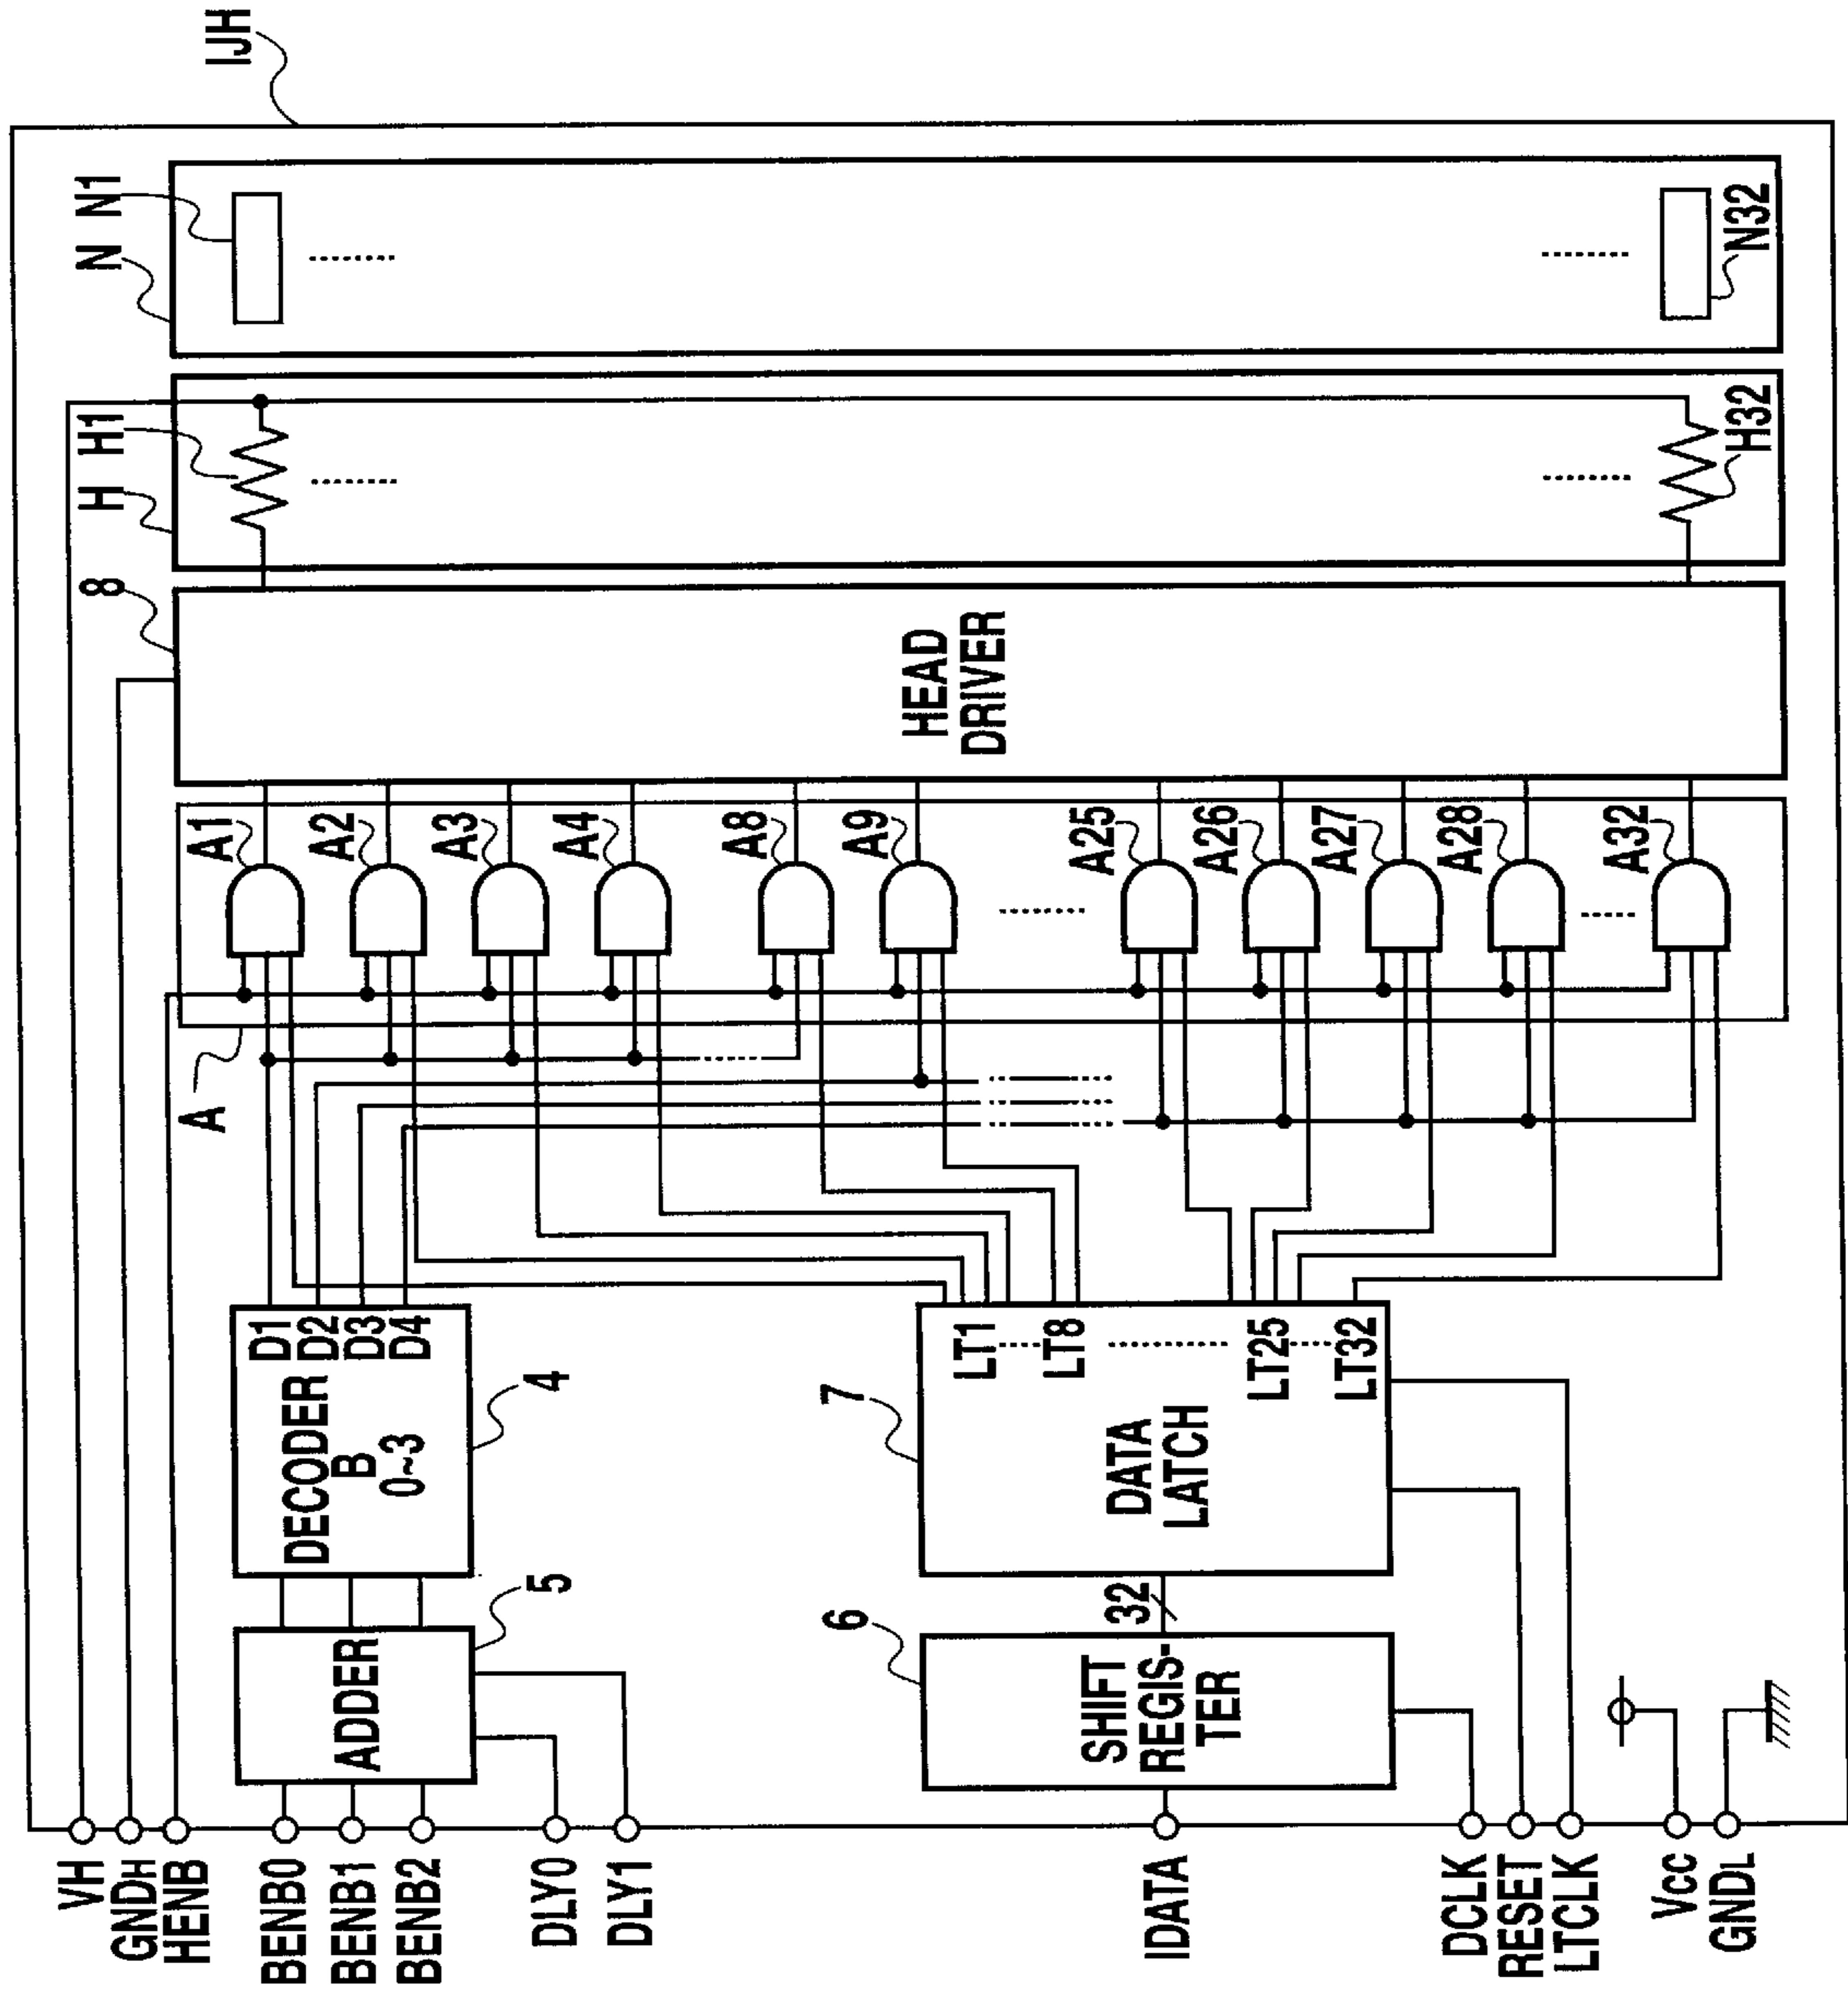 IJH
N
N1
N32
H
H1
H32
8
HEAD
DRIVER
A1
A2
A3
A4
A8
A9
A25
A26
A27
A28
A32
A
D1
D2
D3
D4
DECODER
B
0~3
4
5
ADDER
LT1
LT8
LT25
LT32
7
DATA
LATCH
32
6
SHIFT
REGIS-
TER
VH
GNDH
HENB
BENB0
BENB1
BENB2
DLY0
DLY1
IDATA
DCLK
RESET
LTCLK
Vcc
GNDL